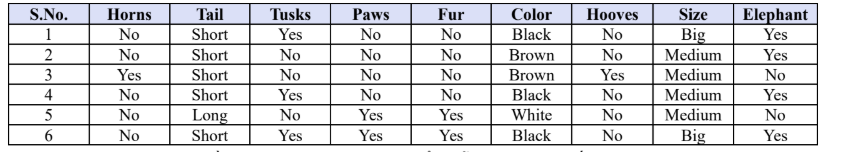 S.No. Horns Tail Tusks Paws Fur Color Hooves Size Elephant
1 No Short Yes No No Black No Big Yes
2 No Short No No No Brown No Medium Yes
3 Yes Short No No No Brown Yes Medium No
4 No Short Yes No No Black No Medium Yes
5 No Long No Yes Yes White No Medium No
6 No Short Yes Yes Yes Black No Big Yes